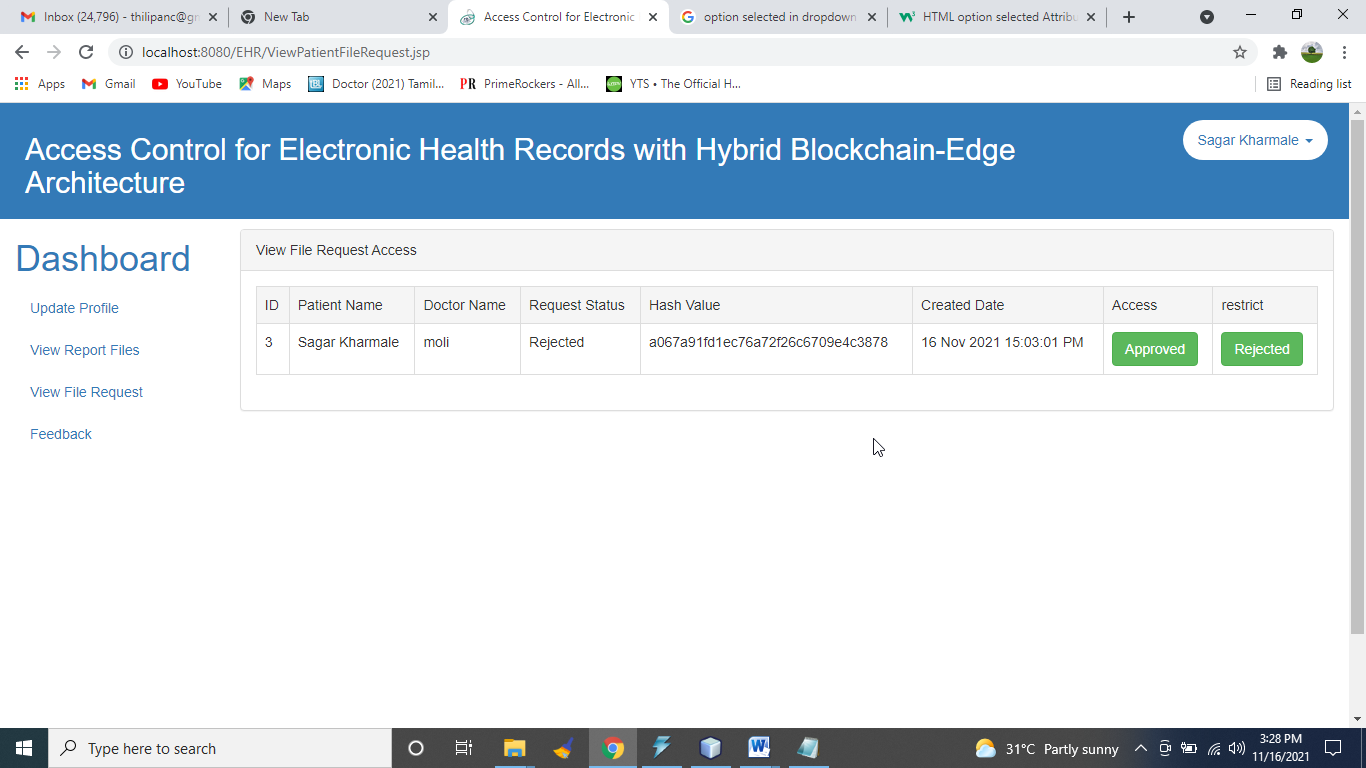 Inbox (24,796) - thilipanc@gm
New Tab
Access Control for Electronic
option selected in dropdown
HTML option selected Attribu
localhost:8080/EHR/ViewPatientFileRequest.jsp
Apps
Gmail
YouTube
Maps
Doctor (2021) Tamil...
PrimeRockers - All...
YTS • The Official H...
Reading list
Access Control for Electronic Health Records with Hybrid Blockchain-Edge
Architecture
Sagar Kharmale
Dashboard
Update Profile
View Report Files
View File Request
Feedback
View File Request Access
ID Patient Name Doctor Name Request Status Hash Value Created Date Access restrict
3 Sagar Kharmale moli Rejected a067a91fd1ec76a72f26c6709e4c3878 16 Nov 2021 15:03:01 PM Approved Rejected
Type here to search
31°C Partly sunny
3:28 PM
11/16/2021